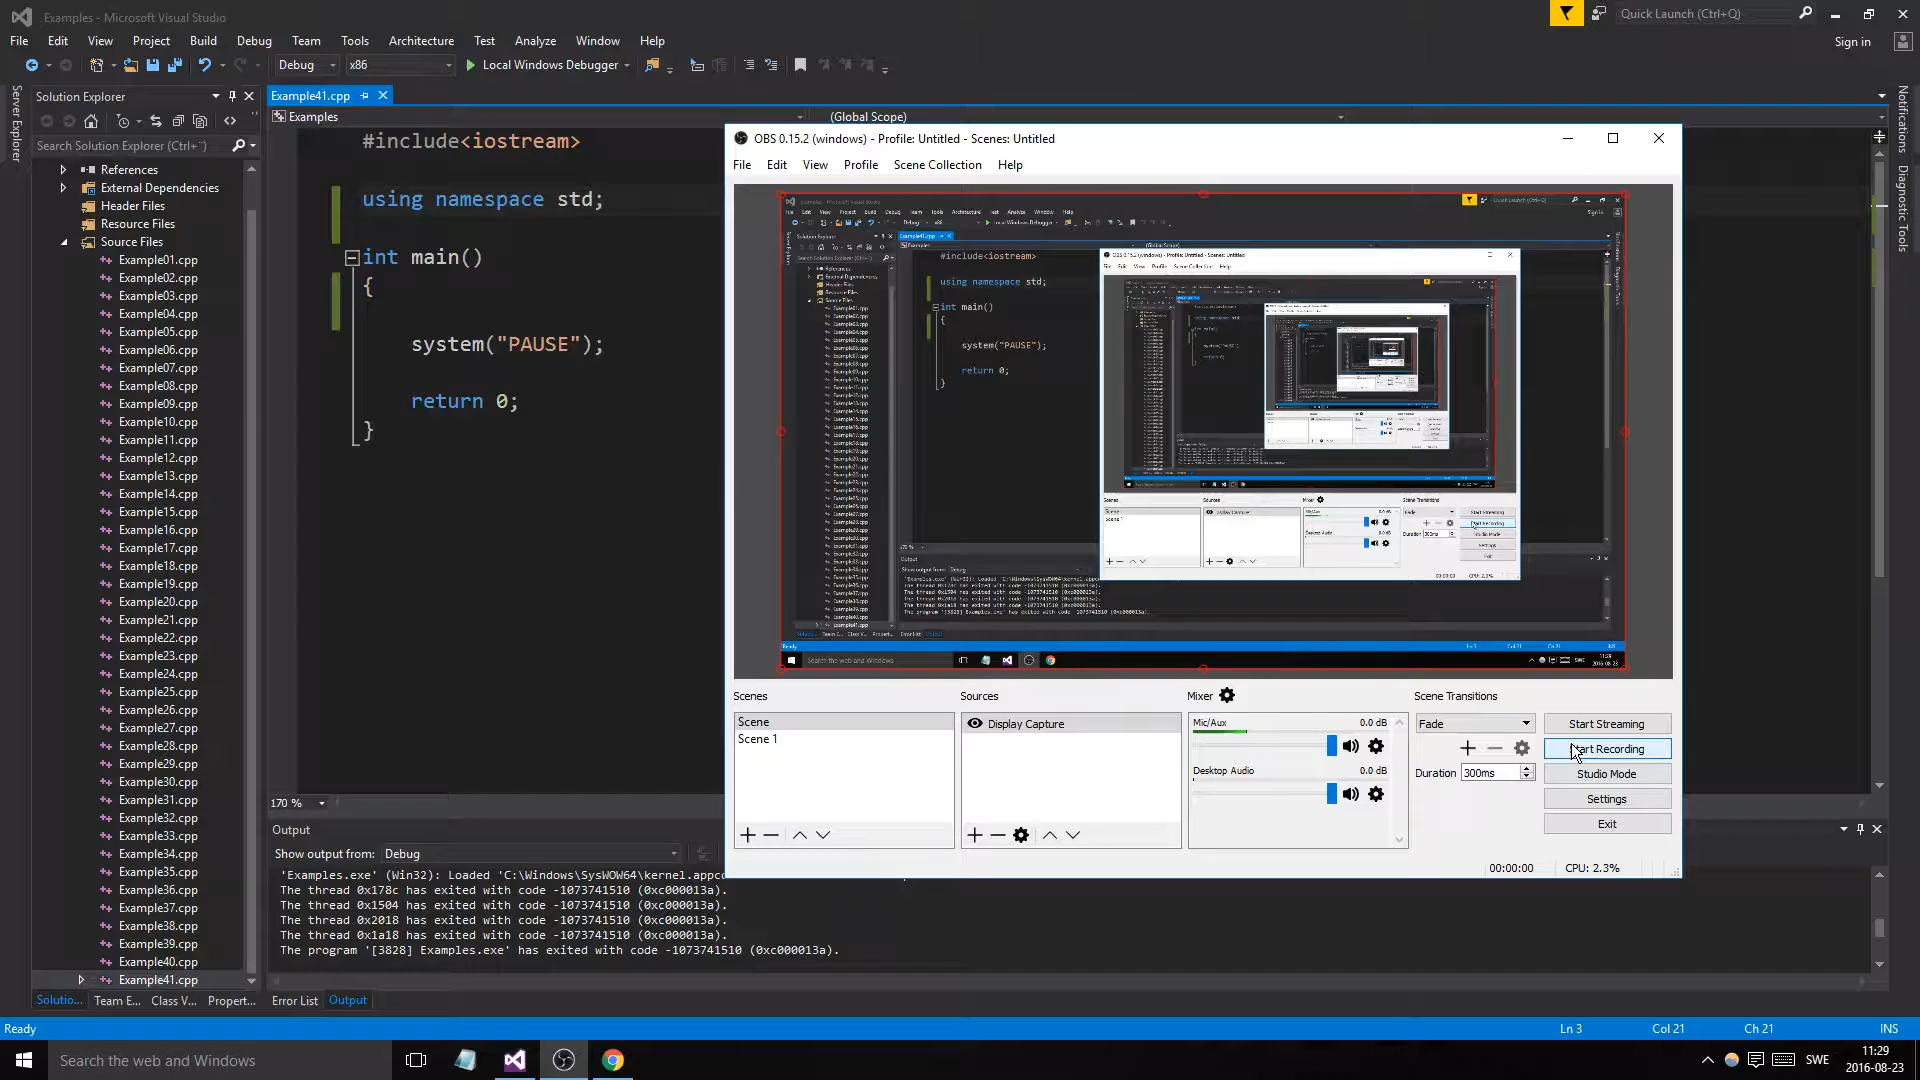 Examples - Microsoft Visual Studio
Quick Launch (Ctrl+Q)
File Edit View Project Build Debug Team Tools Architecture Test Analyze Window Help
Sign in
Debug x86 Local Windows Debugger
Server Explorer
Solution Explorer
Search Solution Explorer (Ctrl+¨)
References
External Dependencies
Header Files
Resource Files
Source Files
Example01.cpp
Example02.cpp
Example03.cpp
Example04.cpp
Example05.cpp
Example06.cpp
Example07.cpp
Example08.cpp
Example09.cpp
Example10.cpp
Example11.cpp
Example12.cpp
Example13.cpp
Example14.cpp
Example15.cpp
Example16.cpp
Example17.cpp
Example18.cpp
Example19.cpp
Example20.cpp
Example21.cpp
Example22.cpp
Example23.cpp
Example24.cpp
Example25.cpp
Example26.cpp
Example27.cpp
Example28.cpp
Example29.cpp
Example30.cpp
Example31.cpp
Example32.cpp
Example33.cpp
Example34.cpp
Example35.cpp
Example36.cpp
Example37.cpp
Example38.cpp
Example39.cpp
Example40.cpp
Example41.cpp
Solutio... Team E... Class V... Propert...
Example41.cpp
Examples
(Global Scope)
#include<iostream>
using namespace std;
int main()
{
system("PAUSE");
return 0;
}
170 %
Output
Show output from: Debug
'Examples.exe' (Win32): Loaded 'C:\Windows\SysWOW64\kernel.appco
The thread 0x178c has exited with code -1073741510 (0xc000013a).
The thread 0x1504 has exited with code -1073741510 (0xc000013a).
The thread 0x2018 has exited with code -1073741510 (0xc000013a).
The thread 0x1a18 has exited with code -1073741510 (0xc000013a).
The program '[3828] Examples.exe' has exited with code -1073741510 (0xc000013a).
Error List Output
OBS 0.15.2 (windows) - Profile: Untitled - Scenes: Untitled
File Edit View Profile Scene Collection Help
#include<iostream>
using namespace std;
int main()
{
system("PAUSE");
return 0;
}
Scenes
Scene
Scene 1
Sources
Display Capture
Mixer
Mic/Aux 0.0 dB
Desktop Audio 0.0 dB
Scene Transitions
Fade
Duration 300ms
Start Streaming
Start Recording
Studio Mode
Settings
Exit
00:00:00 CPU: 2.3%
Notifications
Diagnostic Tools
Ready
Ln 3 Col 21 Ch 21 INS
Search the web and Windows
SWE
11:29
2016-08-23